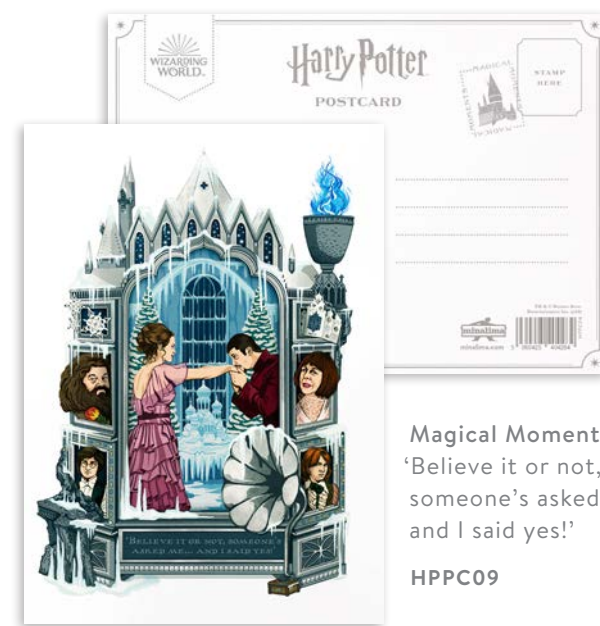 WIZARDING
WORLD.
Harry Potter
POSTCARD
MAGICAL
MOMENTS
STAMP
HERE
minalima
minalima.com
'BELIEVE IT OR NOT, SOMEONE'S
ASKED ME... AND I SAID YES!'
Magical Moment
'Believe it or not,
someone's asked
and I said yes!'
HPPC09